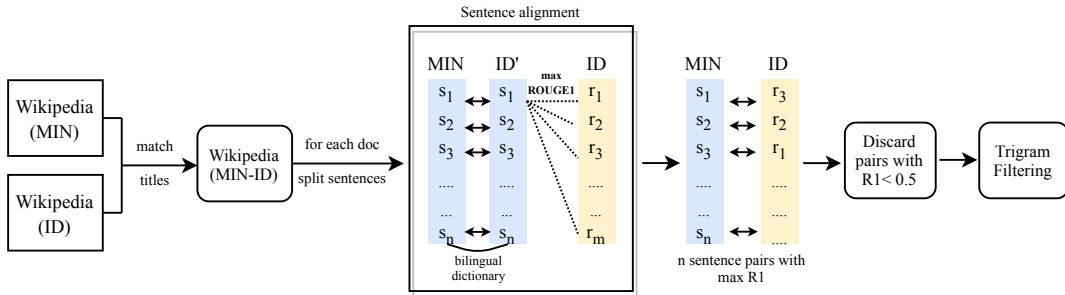 Wikipedia
(MIN)
Wikipedia
(ID)
match
titles
Wikipedia
(MIN-ID)
for each doc
split sentences
Sentence alignment
MIN ID' ID
max
ROUGE1
s1 s1 r1
s2 s2 r2
s3 s3 r3
.... .... ....
... ... ...
sn sn rm
bilingual
dictionary
MIN ID
s1 r3
s2 r2
s3 r1
.... ....
... ...
sn ....
n sentence pairs with
max R1
Discard
pairs with
R1< 0.5
Trigram
Filtering